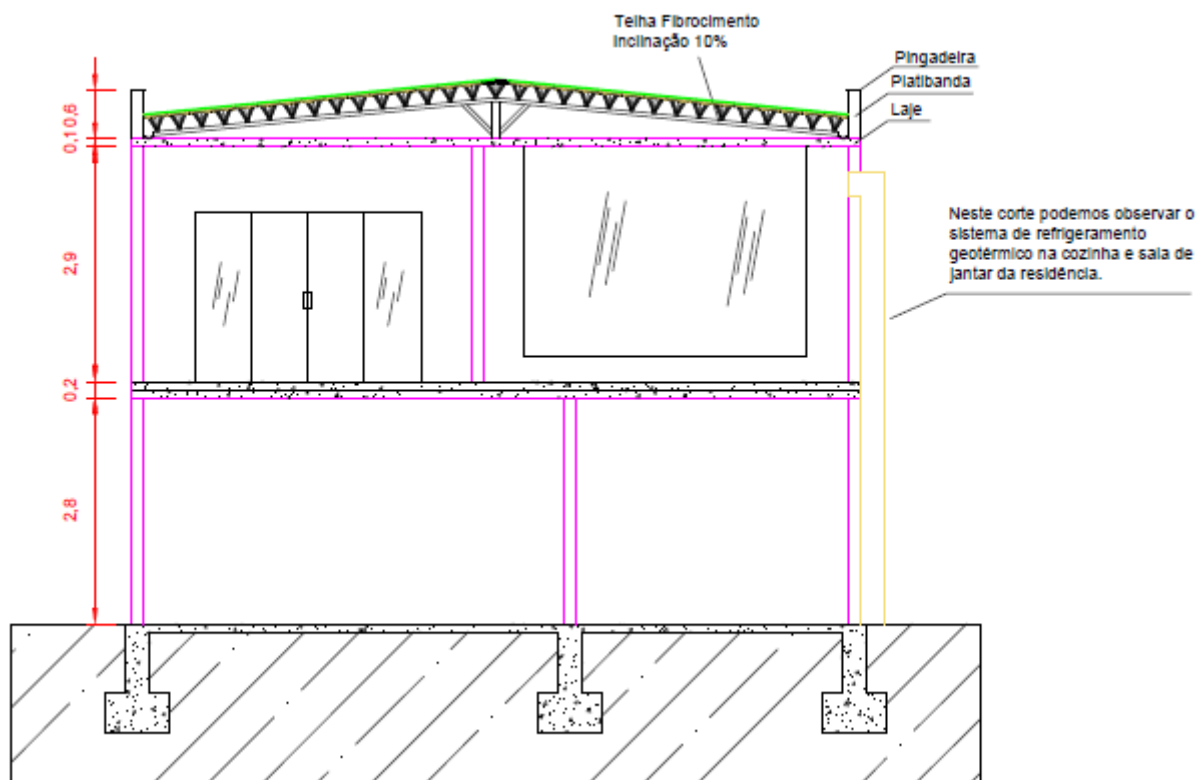 Telha Fibrocimento
Inclinação 10%
Pingadeira
Platibanda
Laje
0,6
0,1
2,9
0,2
2,8
Neste corte podemos observar o
sistema de refrigeramento
geotérmico na cozinha e sala de
jantar da residência.